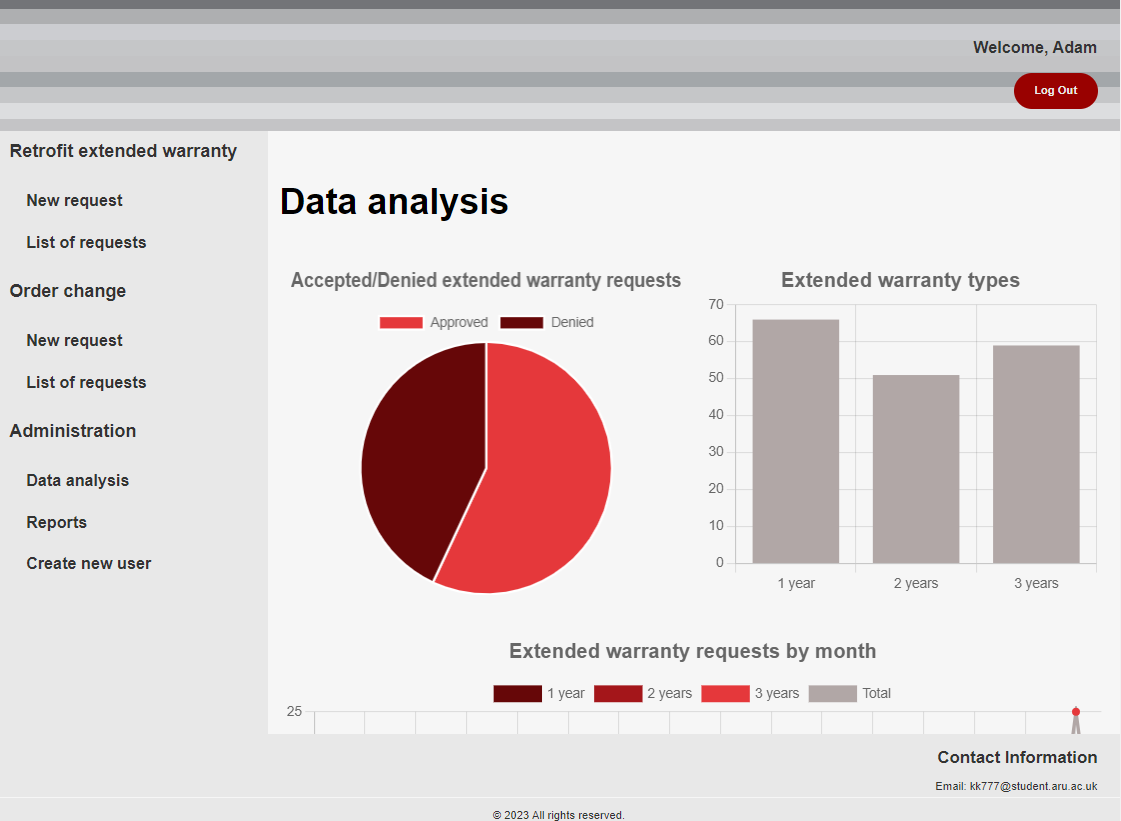 Welcome, Adam
Log Out
Retrofit extended warranty
New request
List of requests
Order change
New request
List of requests
Administration
Data analysis
Reports
Create new user
Data analysis
Accepted/Denied extended warranty requests
Approved Denied
Extended warranty types
70
60
50
40
30
20
10
0
1 year 2 years 3 years
Extended warranty requests by month
1 year 2 years 3 years Total
25
Contact Information
Email: kk777@student.aru.ac.uk
© 2023 All rights reserved.